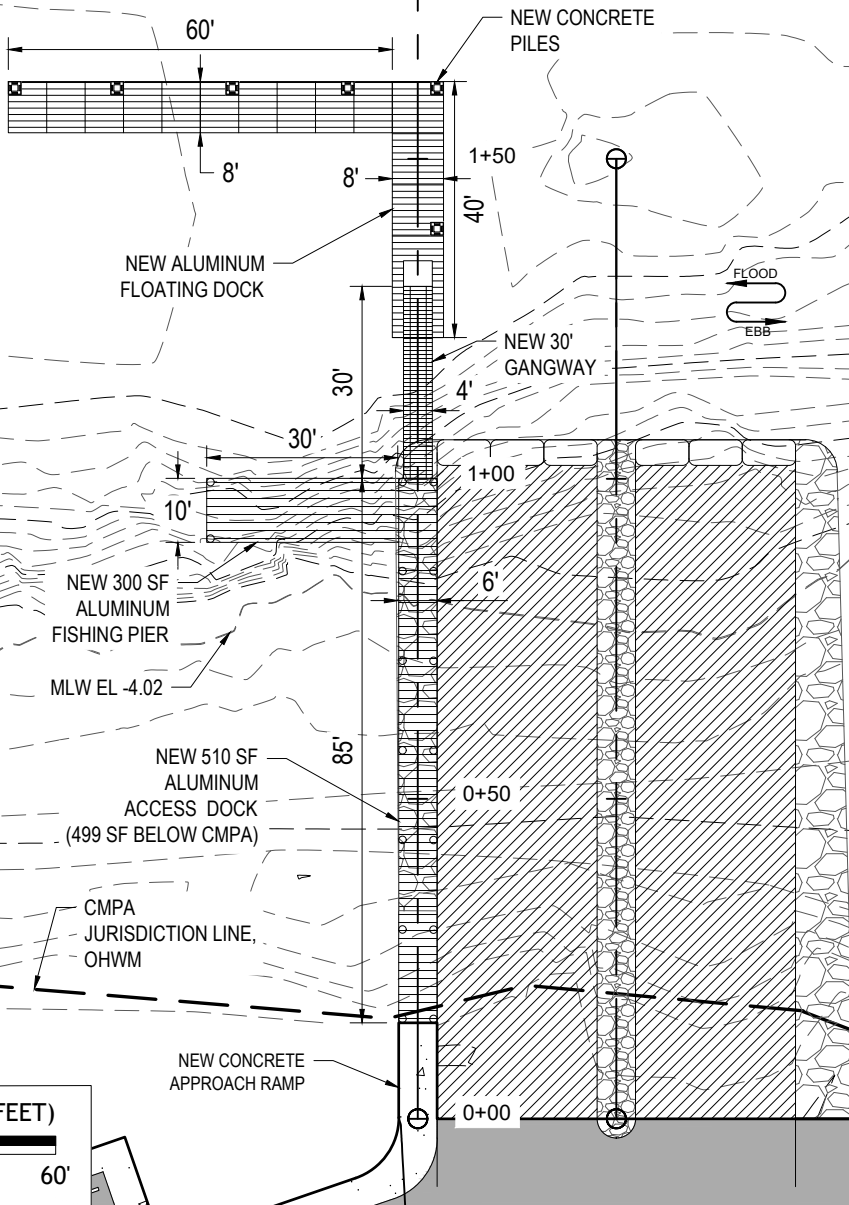 60'
NEW CONCRETE
PILES
8'
8'
1+50
40'
NEW ALUMINUM
FLOATING DOCK
FLOOD
EBB
NEW 30'
GANGWAY
30'
4'
30'
1+00
10'
NEW 300 SF
ALUMINUM
FISHING PIER
6'
MLW EL -4.02
85'
NEW 510 SF
ALUMINUM
ACCESS DOCK
(499 SF BELOW CMPA)
0+50
CMPA
JURISDICTION LINE,
OHWM
NEW CONCRETE
APPROACH RAMP
0+00
FEET)
60'